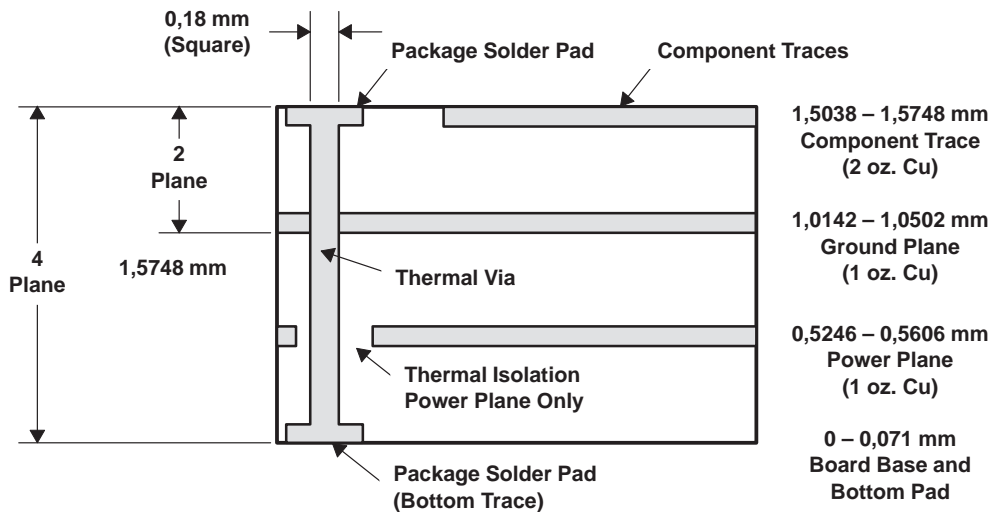 0,18 mm
(Square)
Package Solder Pad
Component Traces
1,5038 – 1,5748 mm
Component Trace
(2 oz. Cu)
2
Plane
1,0142 – 1,0502 mm
Ground Plane
(1 oz. Cu)
4
Plane
1,5748 mm
Thermal Via
0,5246 – 0,5606 mm
Power Plane
(1 oz. Cu)
Thermal Isolation
Power Plane Only
0 – 0,071 mm
Board Base and
Bottom Pad
Package Solder Pad
(Bottom Trace)